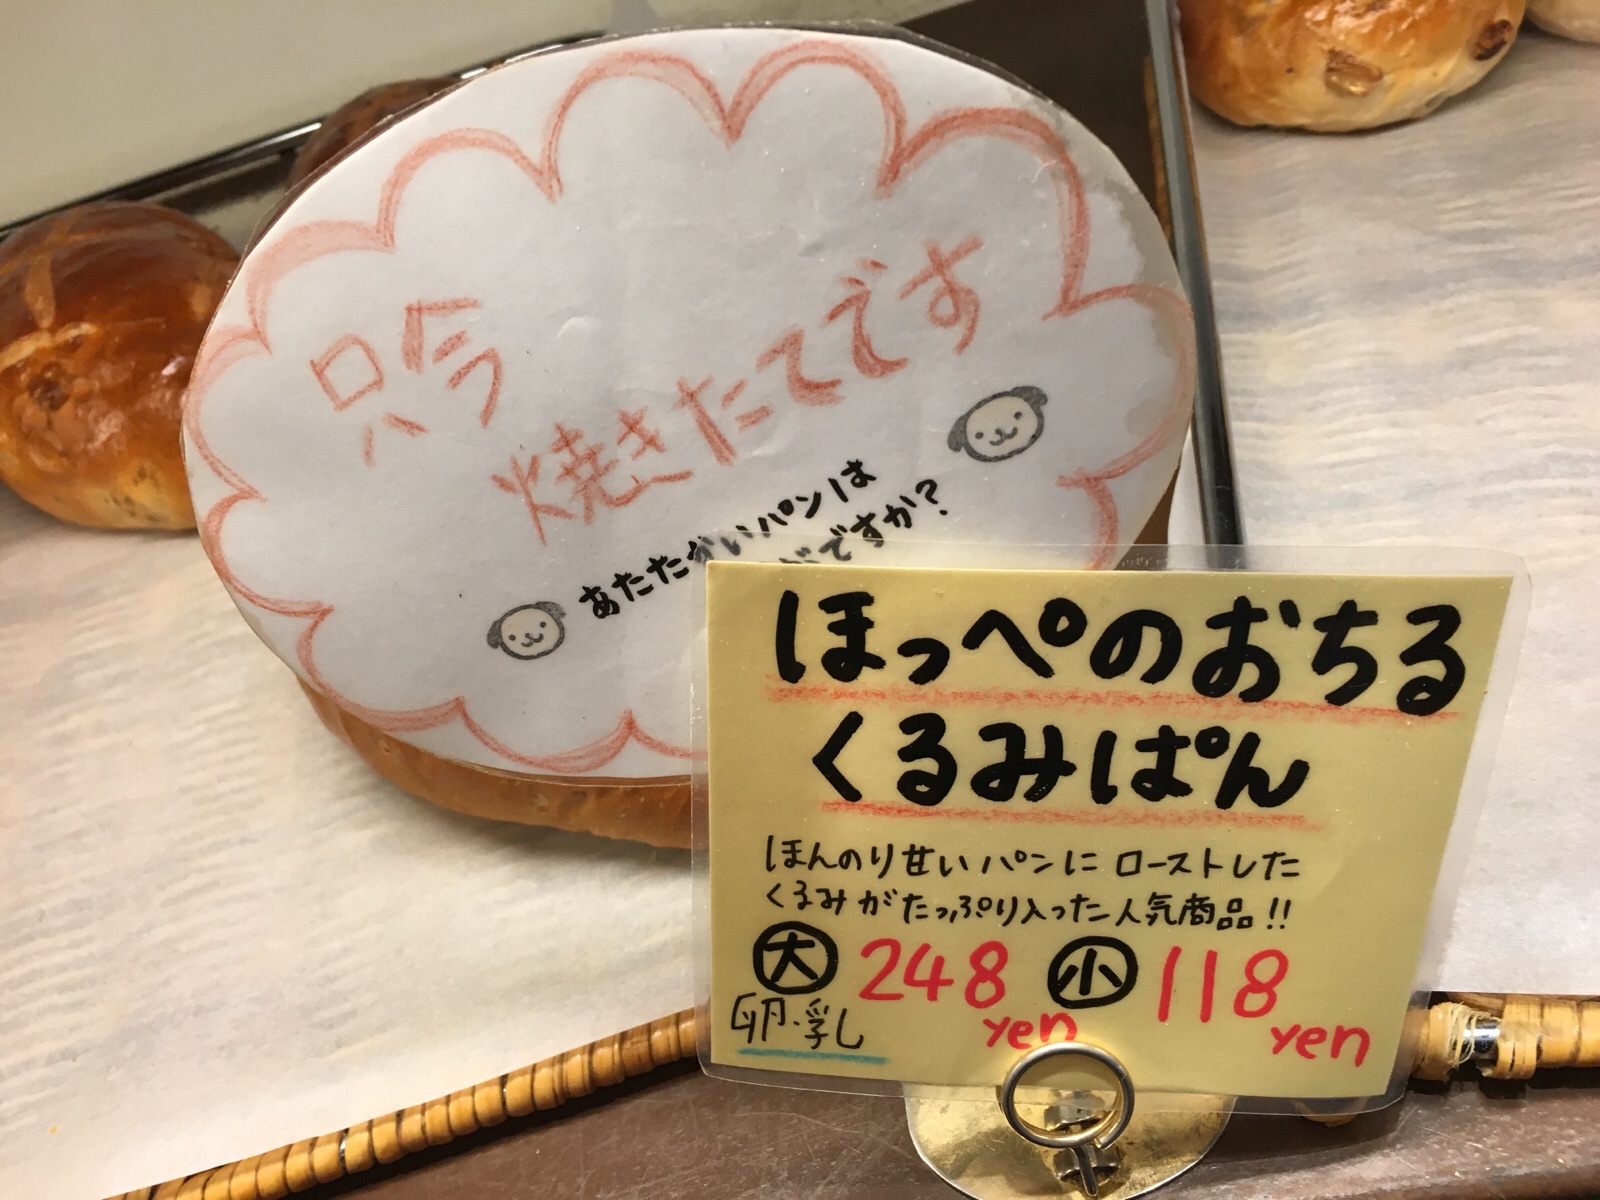 只今
焼きたてです
あたたかいパンは
がですか?
ほっぺのおちる
くるみぱん
ほんのり甘いパンにローストした
くるみがたっぷり入った人気商品!!
大 248 yen 小 118 yen
卵・乳